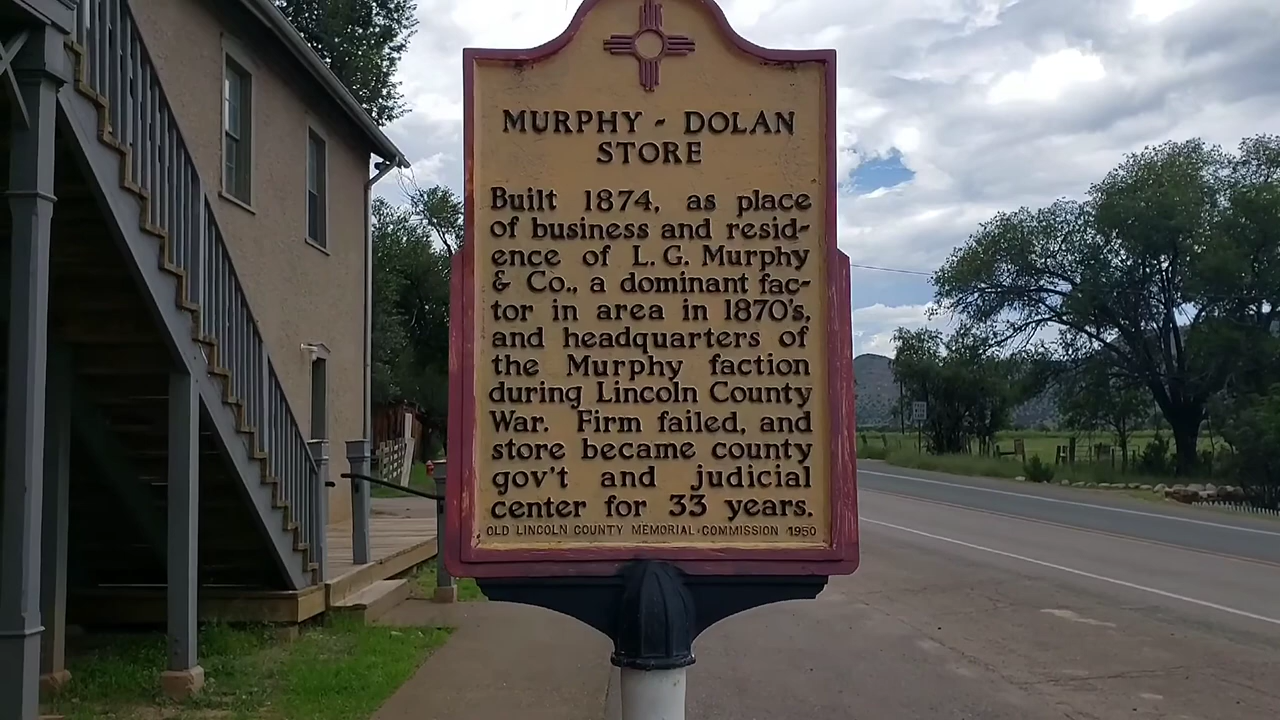 MURPHY - DOLAN
STORE
Built 1874, as place
of business and resid-
ence of L. G. Murphy
& Co., a dominant fac-
tor in area in 1870's,
and headquarters of
the Murphy faction
during Lincoln County
War. Firm failed, and
store became county
gov't and judicial
center for 33 years.
OLD LINCOLN COUNTY MEMORIAL COMMISSION 1950